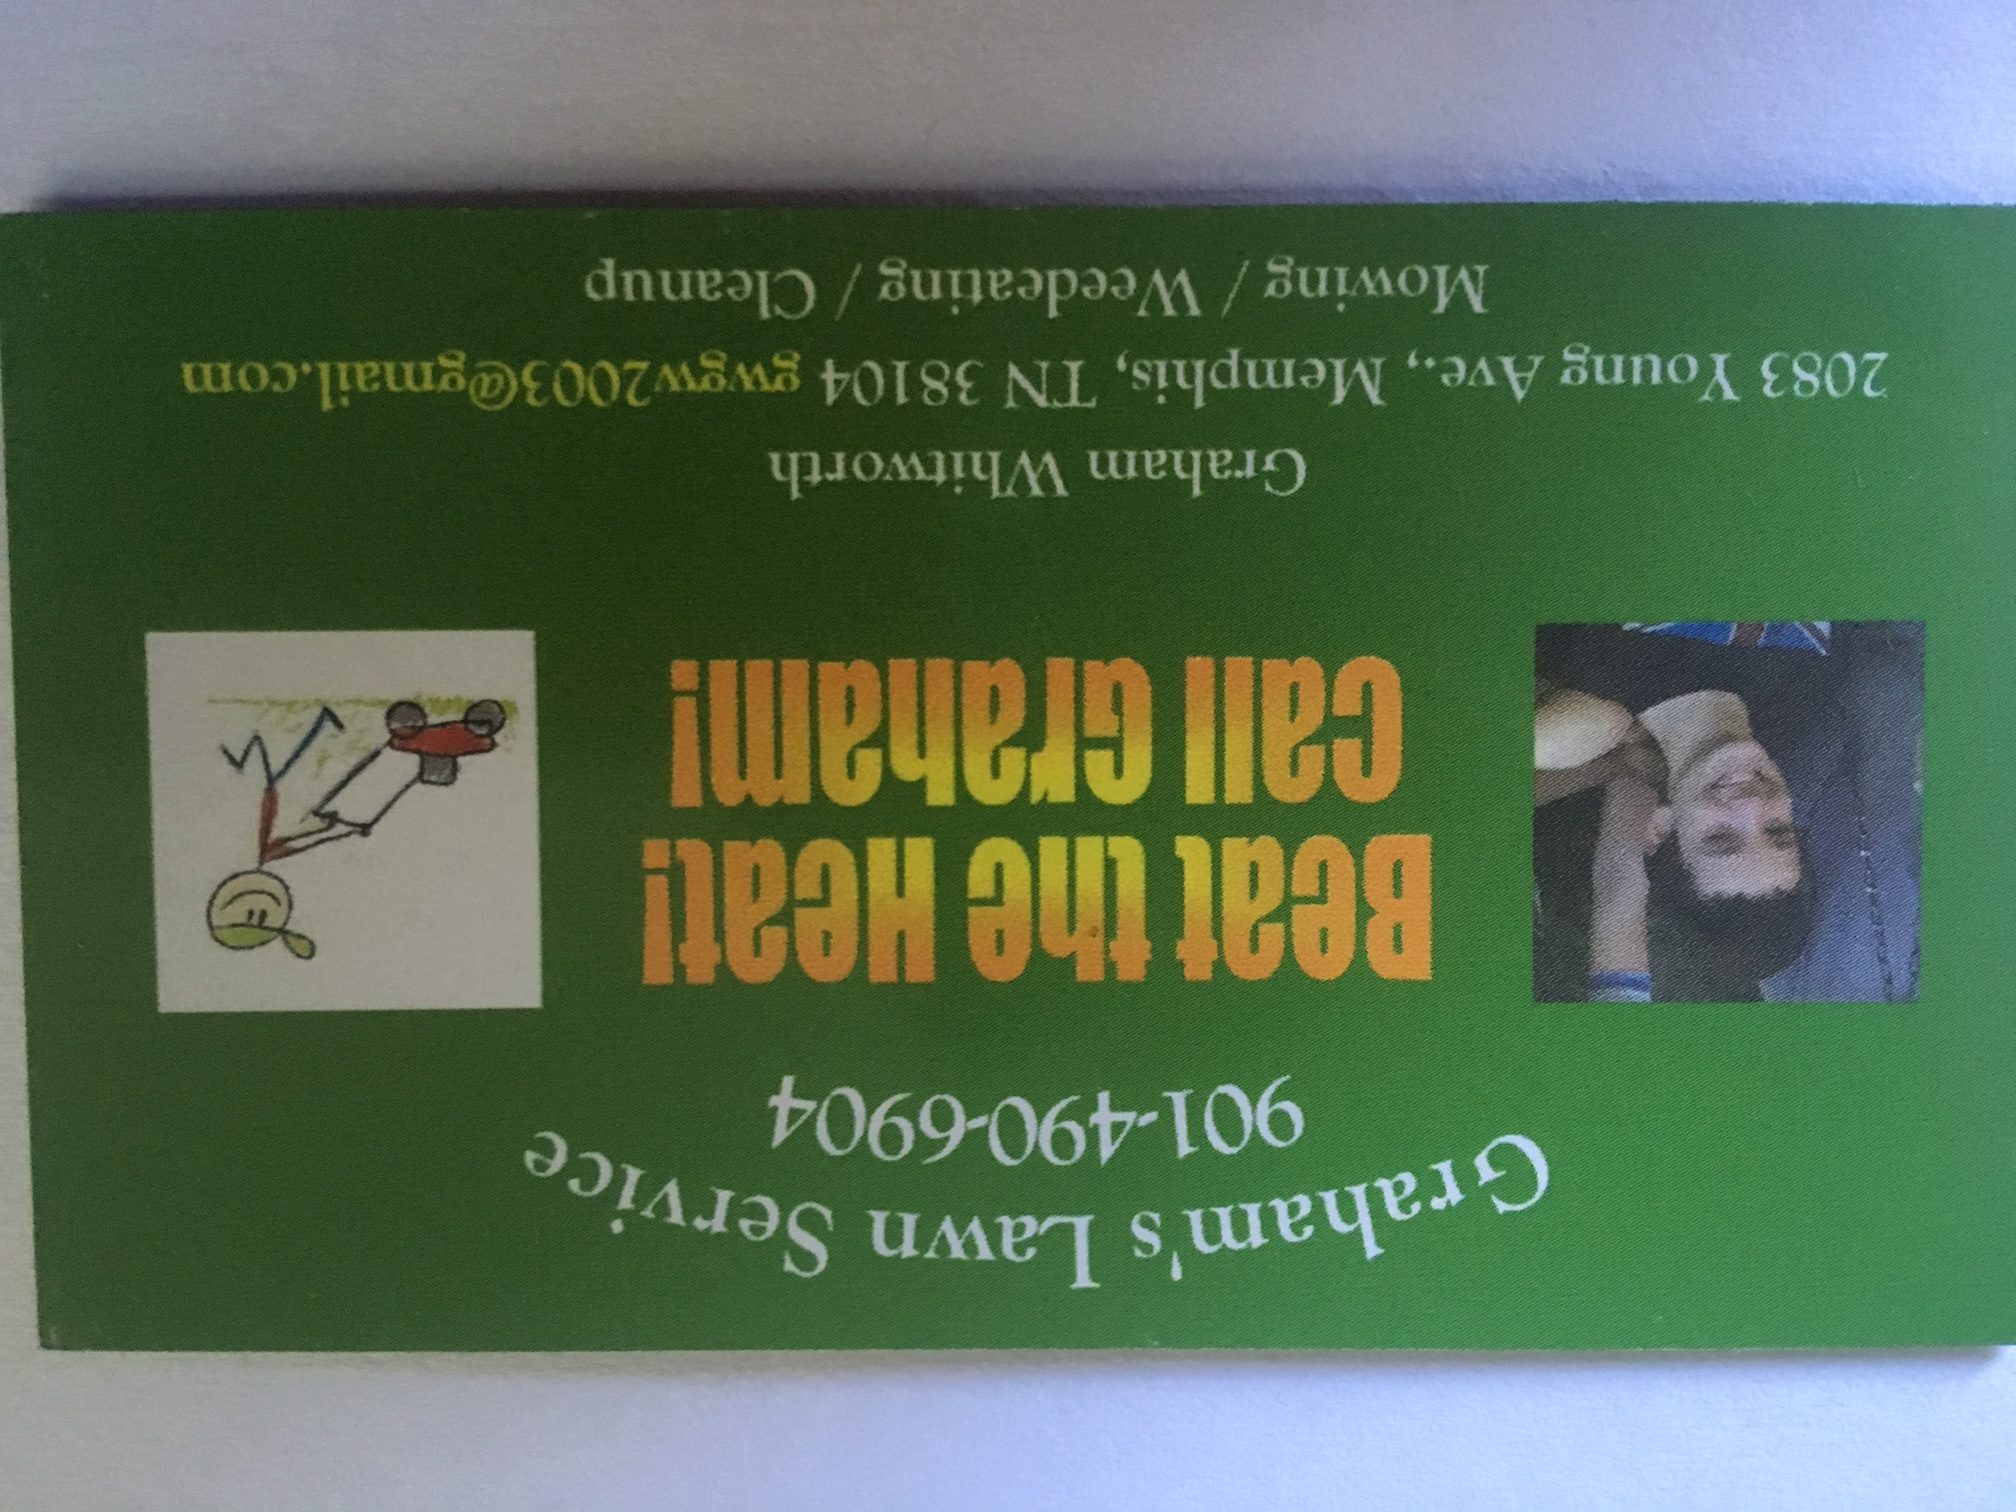 Graham's Lawn Service
901-490-6904
Beat the Heat!
Call Graham!
Graham Whitworth
2083 Young Ave., Memphis, TN 38104 gwgw2003@gmail.com
Mowing / Weedeating / Cleanup